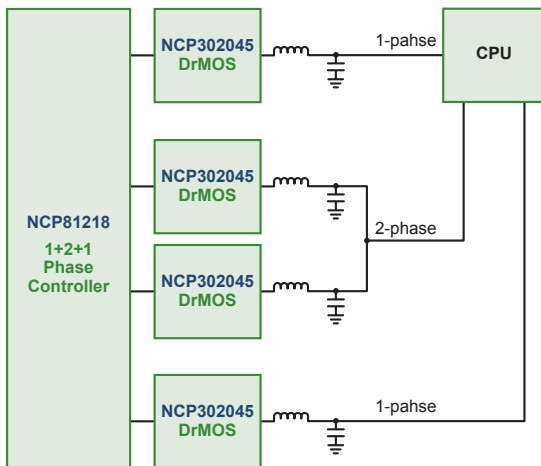 NCP302045
DrMOS
1-pahse
CPU
NCP302045
DrMOS
NCP81218
1+2+1
Phase
Controller
2-phase
NCP302045
DrMOS
1-pahse
NCP302045
DrMOS